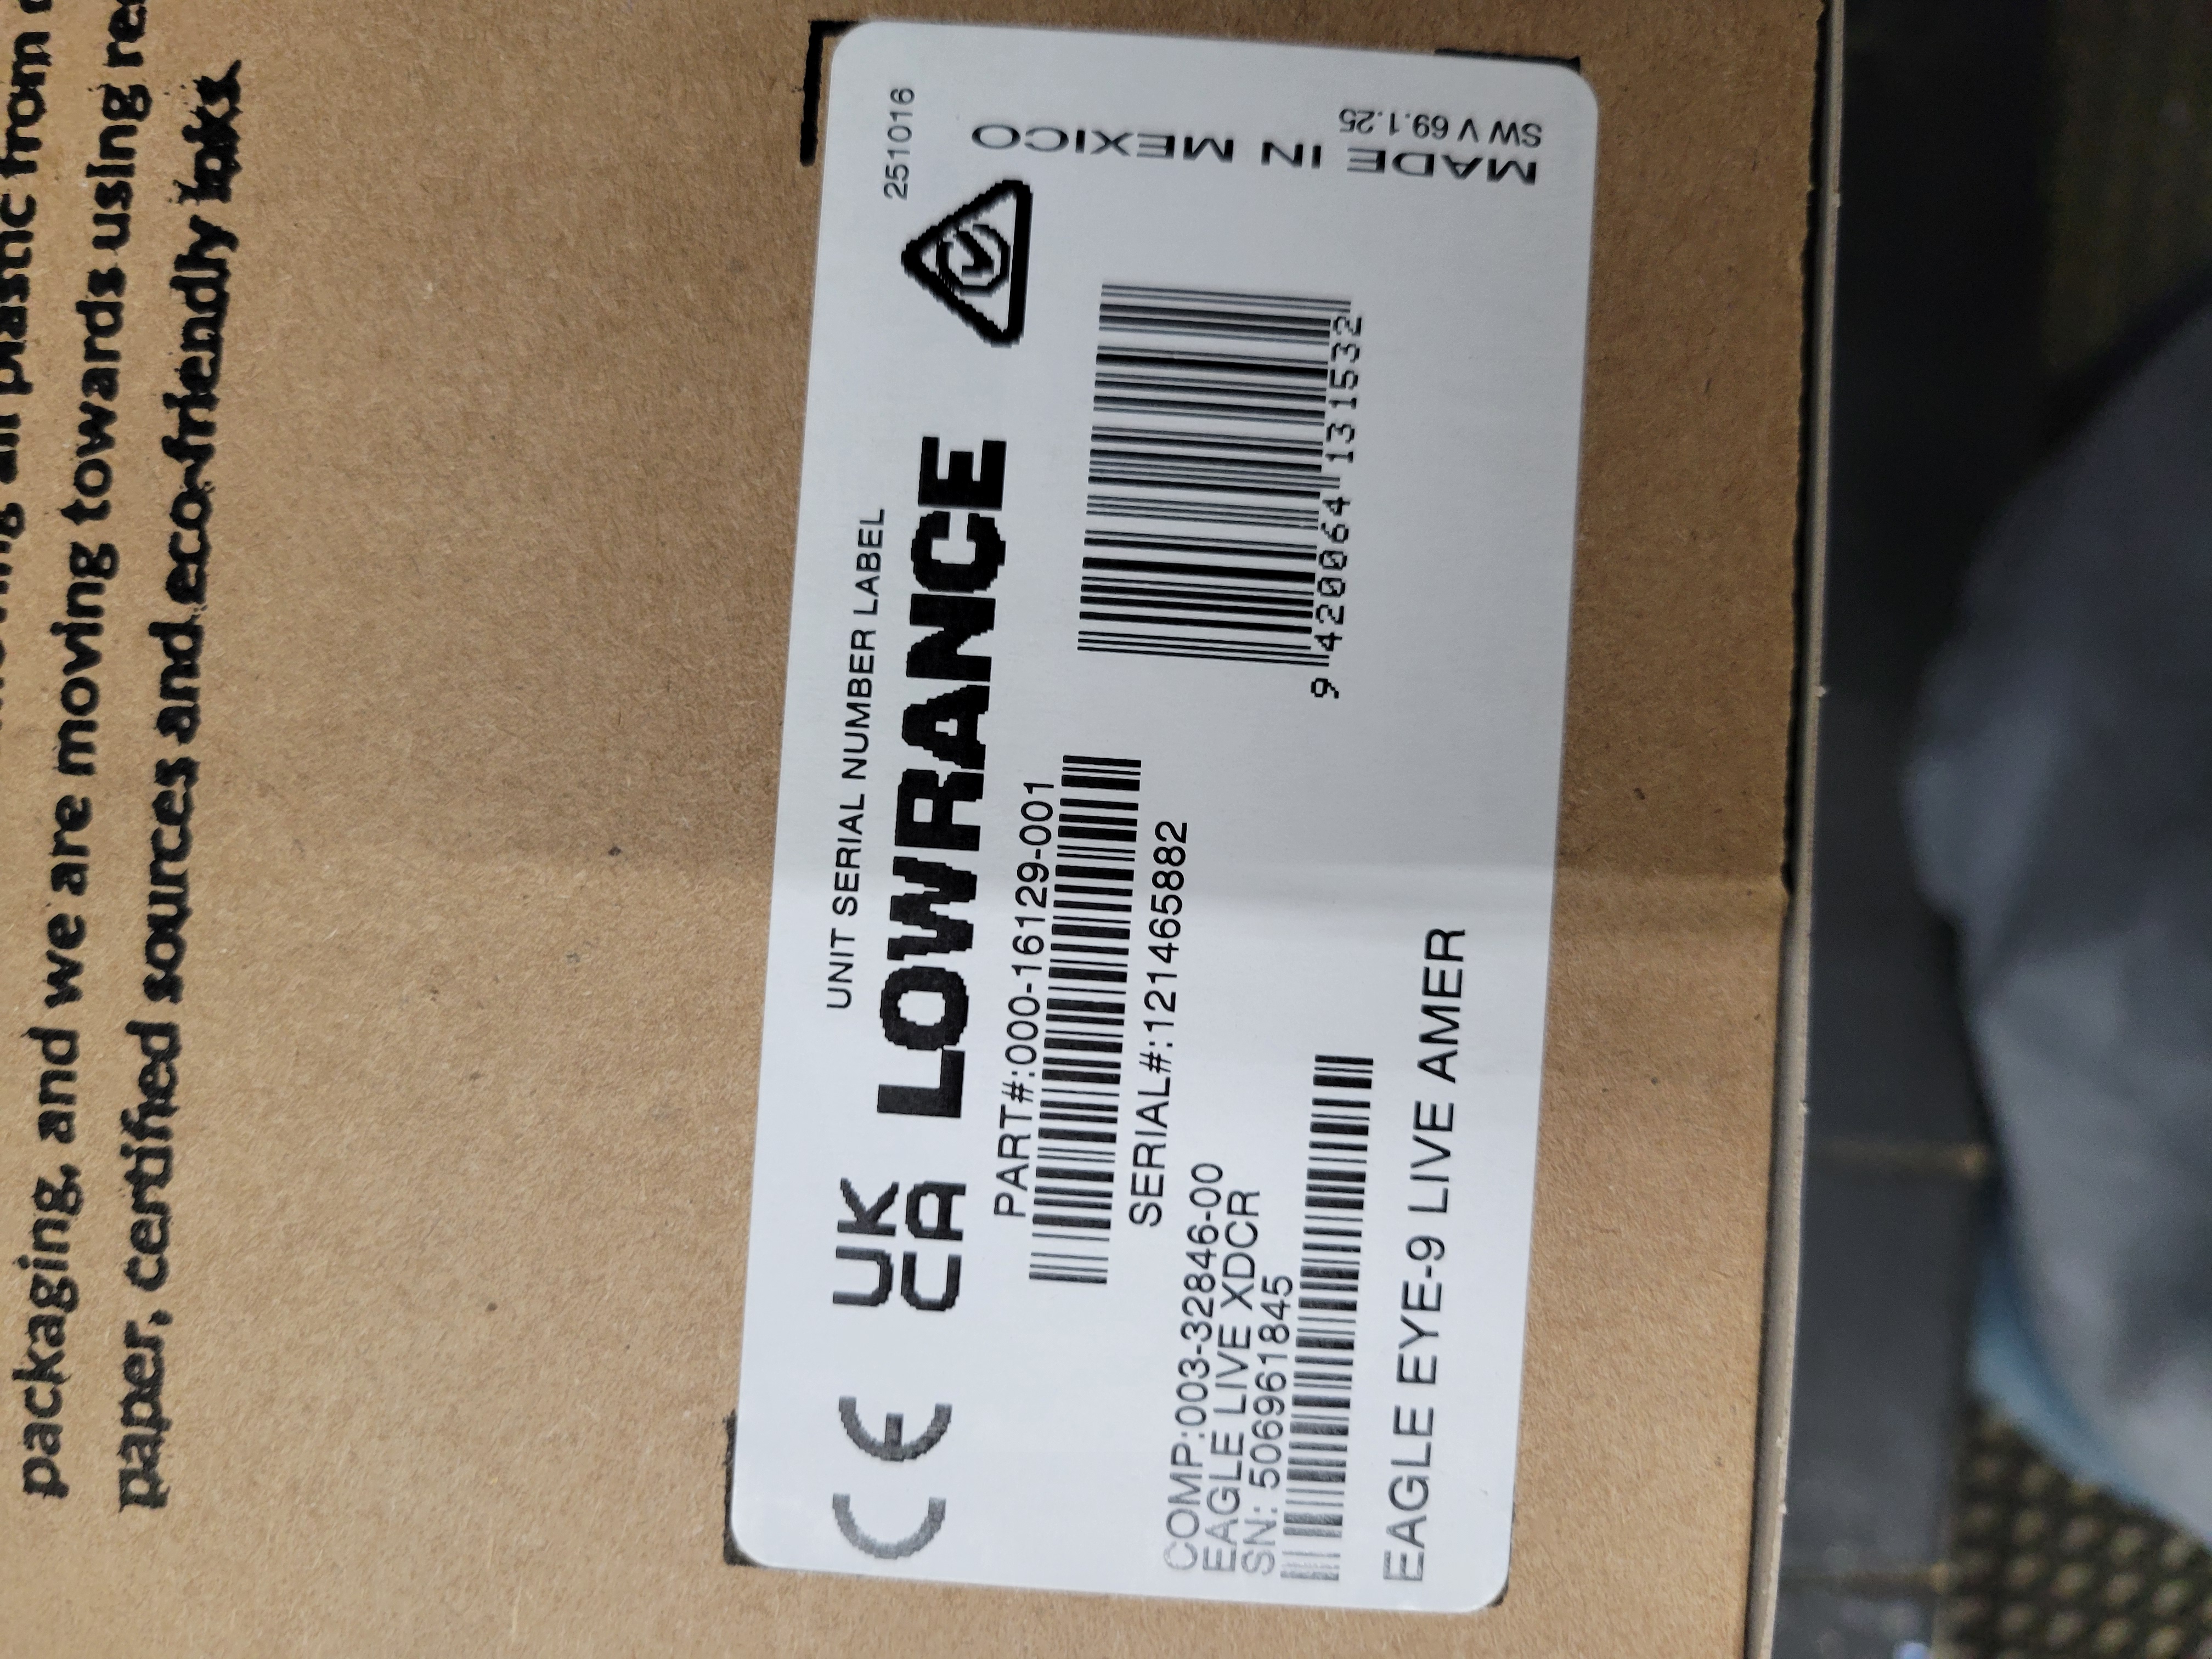 packaging, and we are moving towards using
paper, certified sources and eco-friendly inks
UNIT SERIAL NUMBER LABEL
251016
CE
UK
CA
LOWRANCE
PART#:000-16129-001
SERIAL#:121465882
COMP:003-32846-00
EAGLE LIVE XDCR
SN: 5069961845
9 420064 131532
EAGLE EYE-9 LIVE AMER
MADE IN MEXICO
SW V 69.1.25